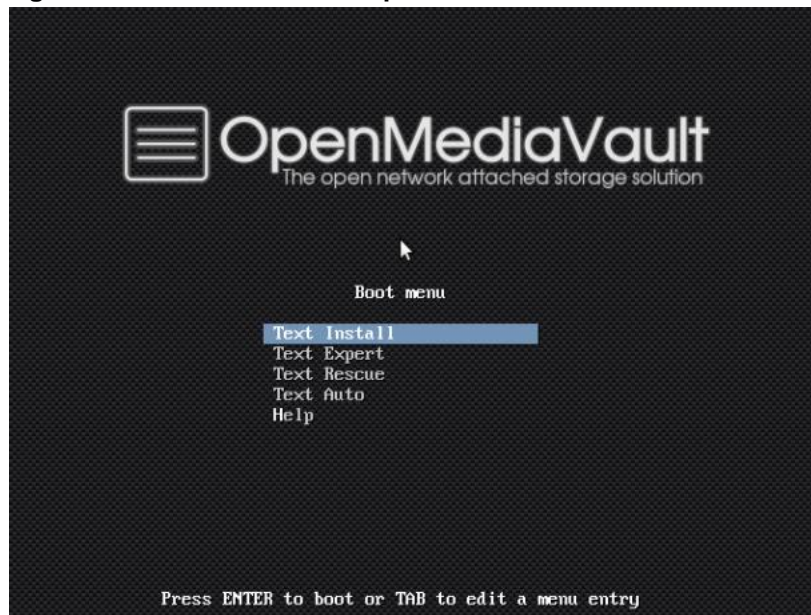 OpenMediaVault
The open network attached storage solution
Boot menu
Text Install
Text Expert
Text Rescue
Text Auto
Help
Press ENTER to boot or TAB to edit a menu entry